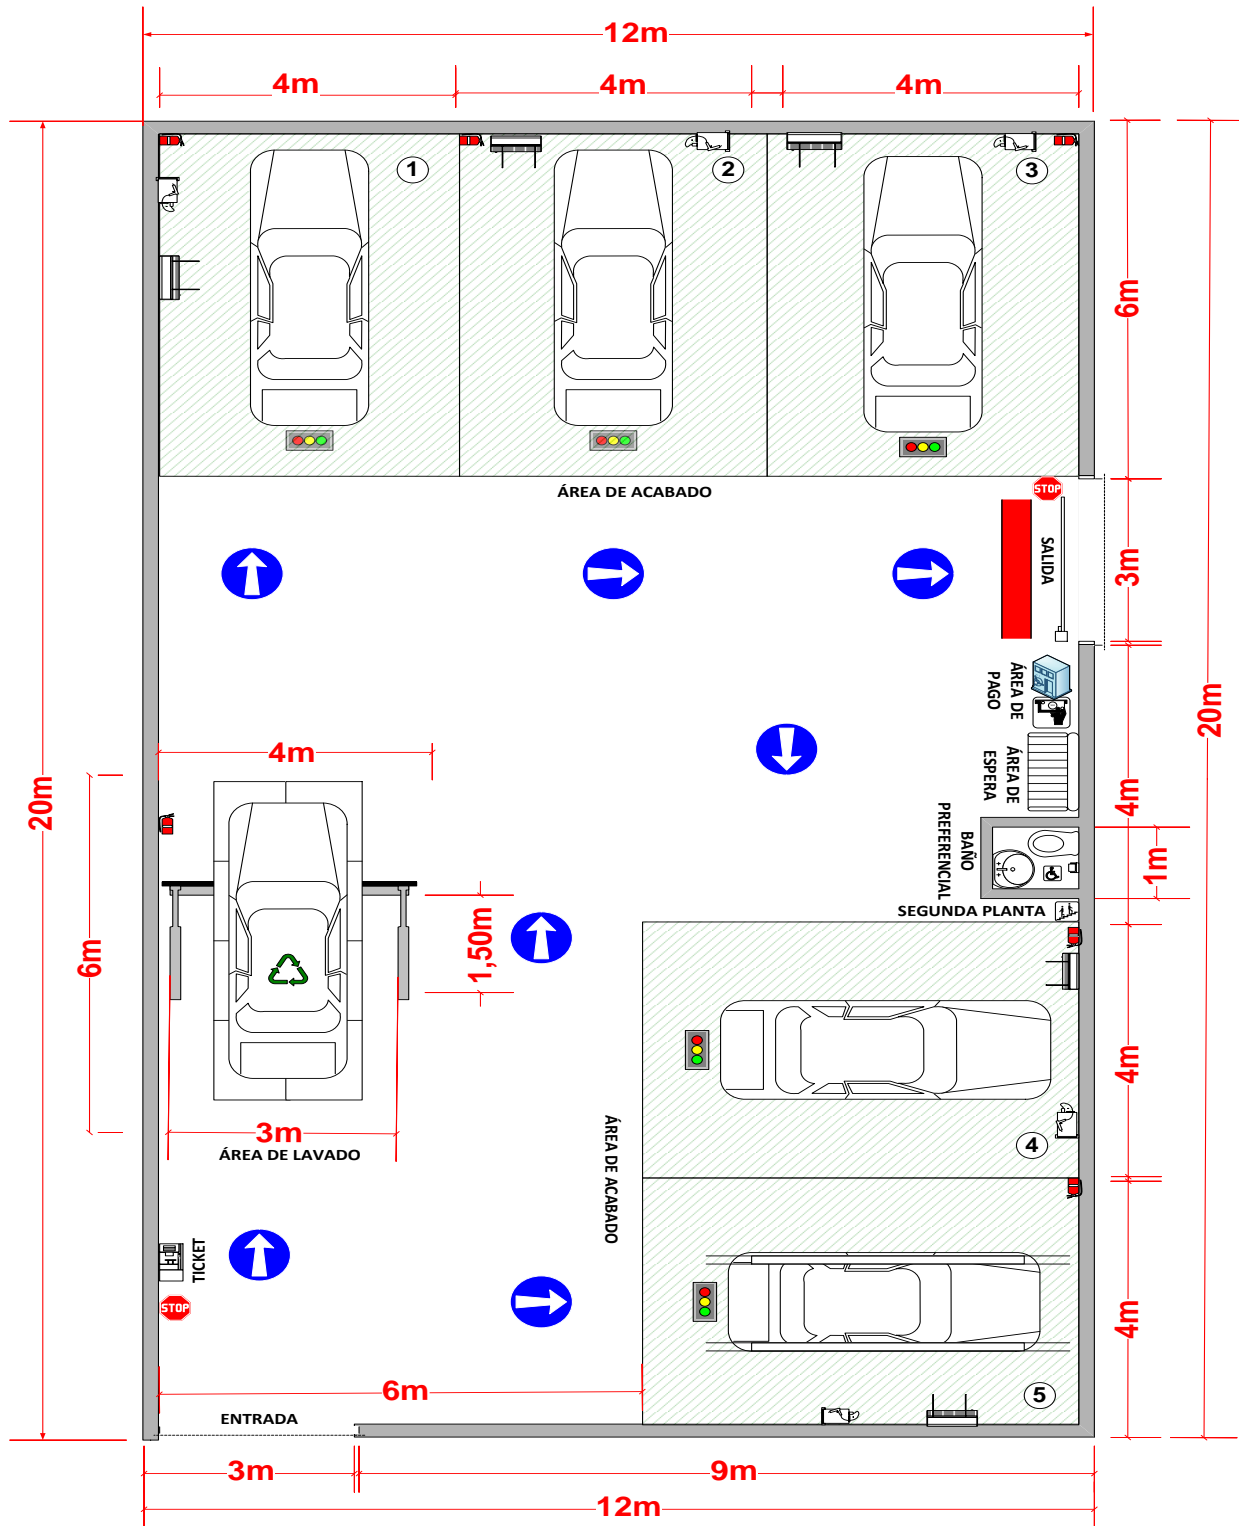 12m
4m
4m
4m
1
2
3
6m
ÁREA DE ACABADO
STOP
SALIDA
3m
ÁREA DE
PAGO
20m
4m
ÁREA DE
ESPERA
4m
20m
BAÑO
PREFERENCIAL
1m
SEGUNDA PLANTA
6m
1,50m
4m
3m
ÁREA DE LAVADO
ÁREA DE ACABADO
4
TICKET
STOP
4m
6m
5
ENTRADA
3m
9m
12m